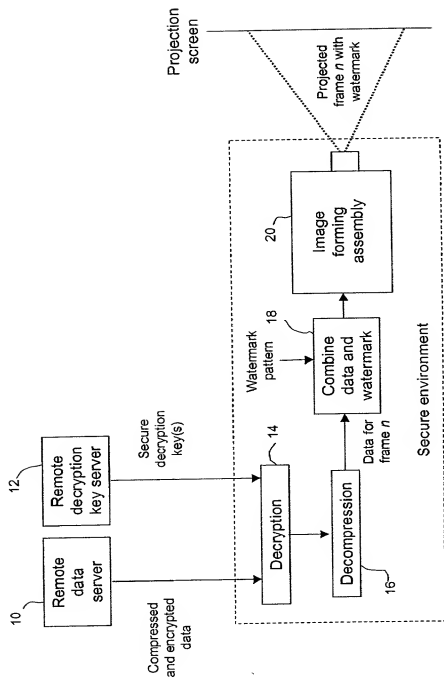 10
Remote
data
server
12
Remote
decryption
key server
Compressed
and encrypted
data
Secure
decryption
key(s)
14
Decryption
Decompression
16
Watermark
pattern
18
Combine
data and
watermark
Data for
frame n
20
Image
forming
assembly
Secure environment
Projected
frame n with
watermark
Projection
screen